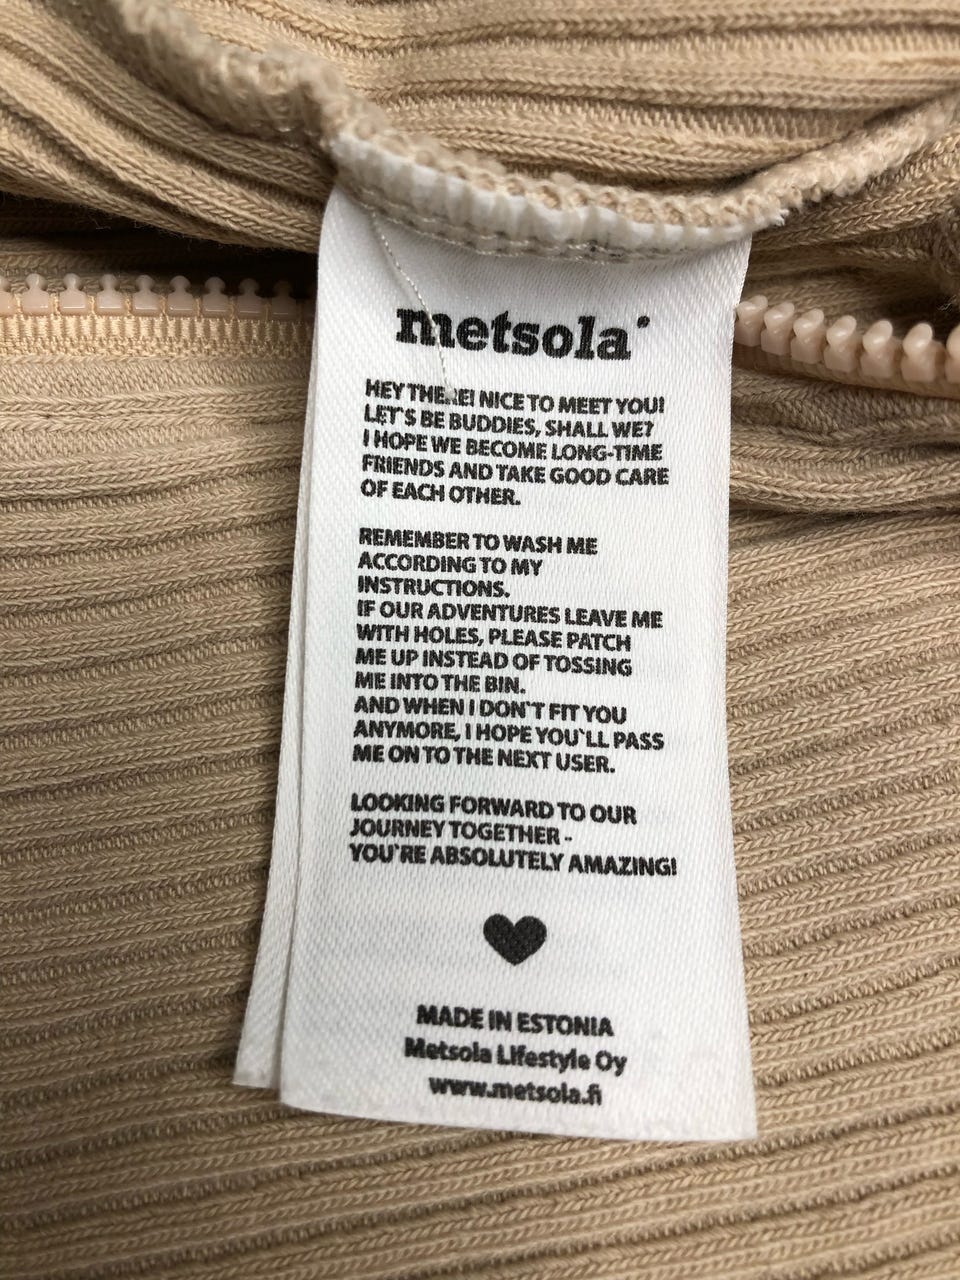 metsola
HEY THERE! NICE TO MEET YOU!
LET`S BE BUDDIES, SHALL WE?
I HOPE WE BECOME LONG-TIME
FRIENDS AND TAKE GOOD CARE
OF EACH OTHER.
REMEMBER TO WASH ME
ACCORDING TO MY
INSTRUCTIONS.
IF OUR ADVENTURES LEAVE ME
WITH HOLES, PLEASE PATCH
ME UP INSTEAD OF TOSSING
ME INTO THE BIN.
AND WHEN I DON`T FIT YOU
ANYMORE, I HOPE YOU`LL PASS
ME ON TO THE NEXT USER.
LOOKING FORWARD TO OUR
JOURNEY TOGETHER -
YOU`RE ABSOLUTELY AMAZING!
MADE IN ESTONIA
Metsola Lifestyle Oy
www.metsola.fi